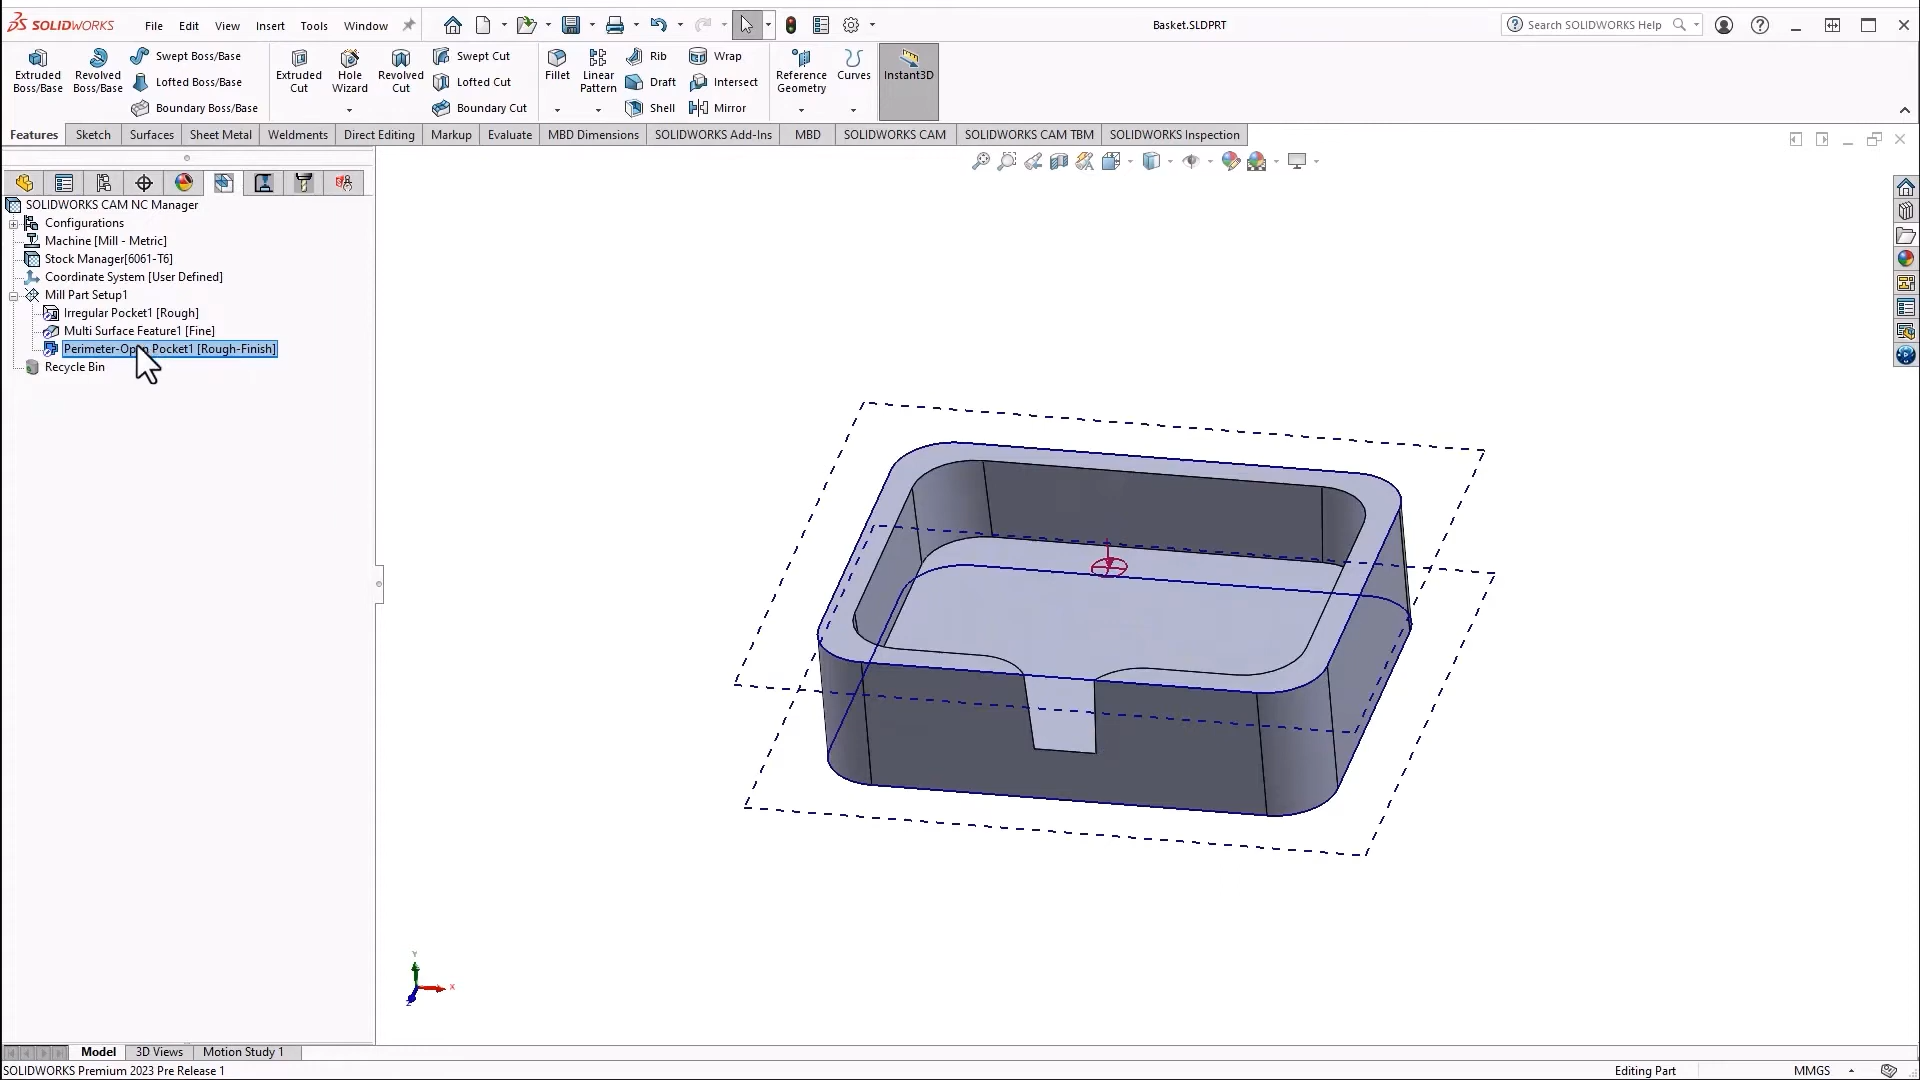 SOLIDWORKS File Edit View Insert Tools Window Basket.SLDPRT Search SOLIDWORKS Help
Extruded Boss/Base
Revolved Boss/Base
Swept Boss/Base
Lofted Boss/Base
Boundary Boss/Base
Extruded Cut
Hole Wizard
Revolved Cut
Swept Cut
Lofted Cut
Boundary Cut
Fillet
Linear Pattern
Rib
Draft
Shell
Wrap
Intersect
Mirror
Reference Geometry
Curves
Instant3D
Features Sketch Surfaces Sheet Metal Weldments Direct Editing Markup Evaluate MBD Dimensions SOLIDWORKS Add-Ins MBD SOLIDWORKS CAM SOLIDWORKS CAM TBM SOLIDWORKS Inspection
SOLIDWORKS CAM NC Manager
Configurations
Machine [Mill - Metric]
Stock Manager[6061-T6]
Coordinate System [User Defined]
Mill Part Setup1
Irregular Pocket1 [Rough]
Multi Surface Feature1 [Fine]
Perimeter-Open Pocket1 [Rough-Finish]
Recycle Bin
Y
X
Z
Model 3D Views Motion Study 1
SOLIDWORKS Premium 2023 Pre Release 1 Editing Part MMGS